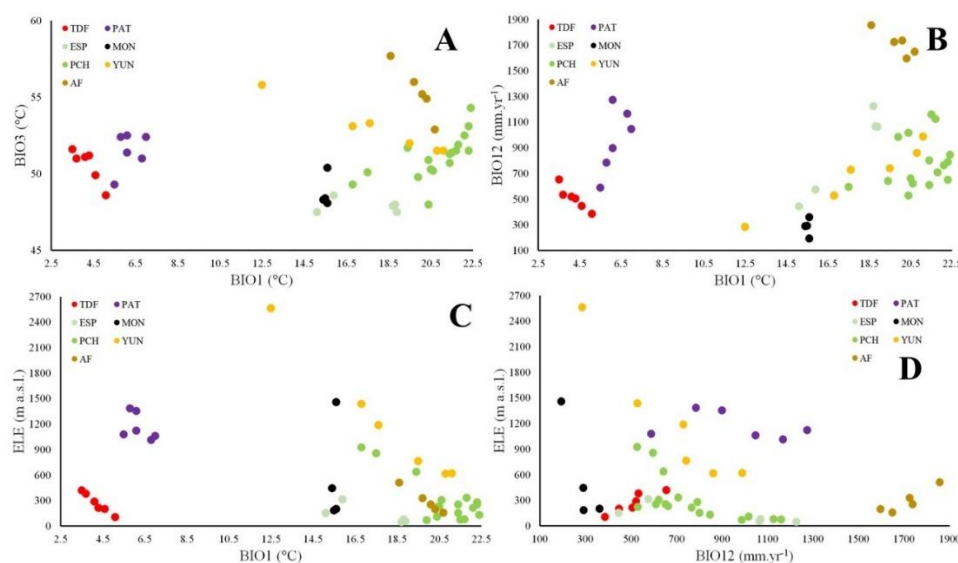 A
TDF PAT
ESP MON
PCH YUN
AF
BIO3 (°C)
60
55
50
45
2.5 4.5 6.5 8.5 10.5 12.5 14.5 16.5 18.5 20.5 22.5
BIO1 (°C)
B
TDF PAT
ESP MON
PCH YUN
AF
BIO12 (mm.yr-1)
1900
1700
1500
1300
1100
900
700
500
300
100
2.5 4.5 6.5 8.5 10.5 12.5 14.5 16.5 18.5 20.5 22.5
BIO1 (°C)
C
TDF PAT
ESP MON
PCH YUN
AF
ELE (m a.s.l.)
2700
2400
2100
1800
1500
1200
900
600
300
0
2.5 4.5 6.5 8.5 10.5 12.5 14.5 16.5 18.5 20.5 22.5
BIO1 (°C)
TDF PAT
ESP MON
PCH YUN
AF
D
ELE (m a.s.l.)
2700
2400
2100
1800
1500
1200
900
600
300
0
100 300 500 700 900 1100 1300 1500 1700 1900
BIO12 (mm.yr-1)